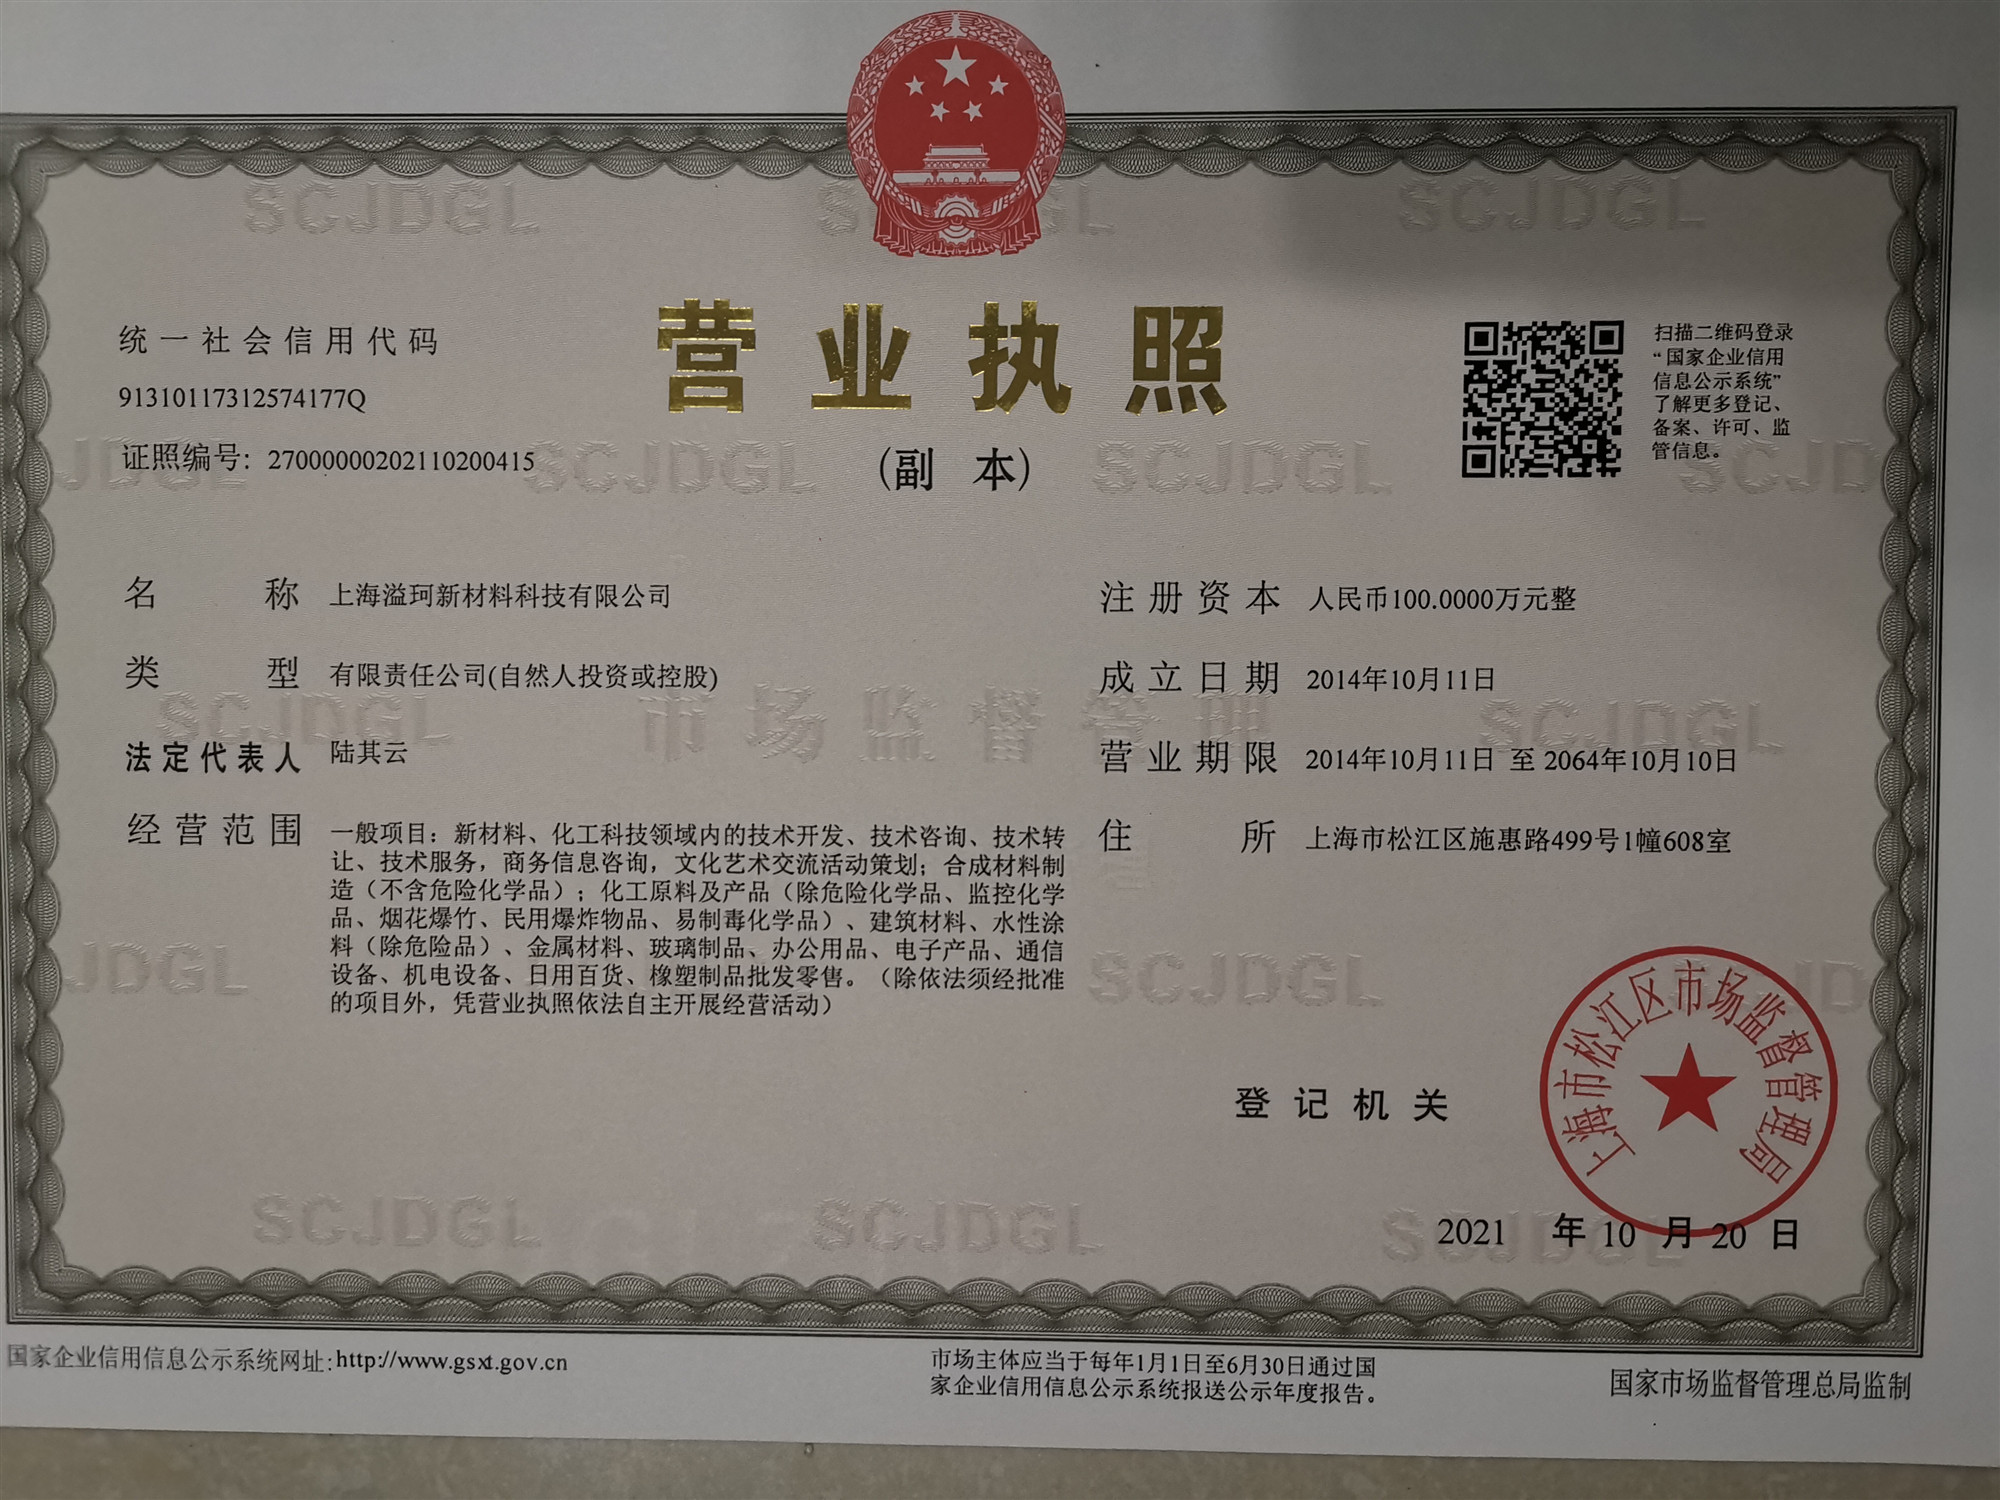 营业执照
(副 本)
统一社会信用代码
91310117312574177Q
证照编号: 27000000202110200415
扫描二维码登录
“国家企业信用
信息公示系统”
了解更多登记、
备案、许可、监
管信息。
名称 上海溢珂新材料科技有限公司
类型 有限责任公司(自然人投资或控股)
法定代表人 陆其云
经营范围 一般项目：新材料、化工科技领域内的技术开发、技术咨询、技术转
让、技术服务，商务信息咨询，文化艺术交流活动策划；合成材料制
造（不含危险化学品）；化工原料及产品（除危险化学品、监控化学
品、烟花爆竹、民用爆炸物品、易制毒化学品）、建筑材料、水性涂
料（除危险品）、金属材料、玻璃制品、办公用品、电子产品、通信
设备、机电设备、日用百货、橡塑制品批发零售。（除依法须经批准
的项目外，凭营业执照依法自主开展经营活动）
注册资本 人民币100.0000万元整
成立日期 2014年10月11日
营业期限 2014年10月11日 至 2064年10月10日
住所 上海市松江区施惠路499号1幢608室
登记机关
上海市松江区市场监督管理局
2021 年 10 月 20 日
国家企业信用信息公示系统网址:http://www.gsxt.gov.cn
市场主体应当于每年1月1日至6月30日通过国
家企业信用信息公示系统报送公示年度报告。
国家市场监督管理总局监制
SCJDGL
市场监督管理